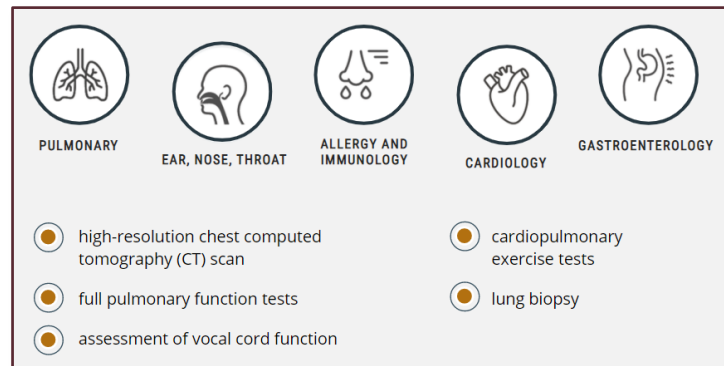 PULMONARY
EAR, NOSE, THROAT
ALLERGY AND
IMMUNOLOGY
CARDIOLOGY
GASTROENTEROLOGY
high-resolution chest computed
tomography (CT) scan
full pulmonary function tests
assessment of vocal cord function
cardiopulmonary
exercise tests
lung biopsy